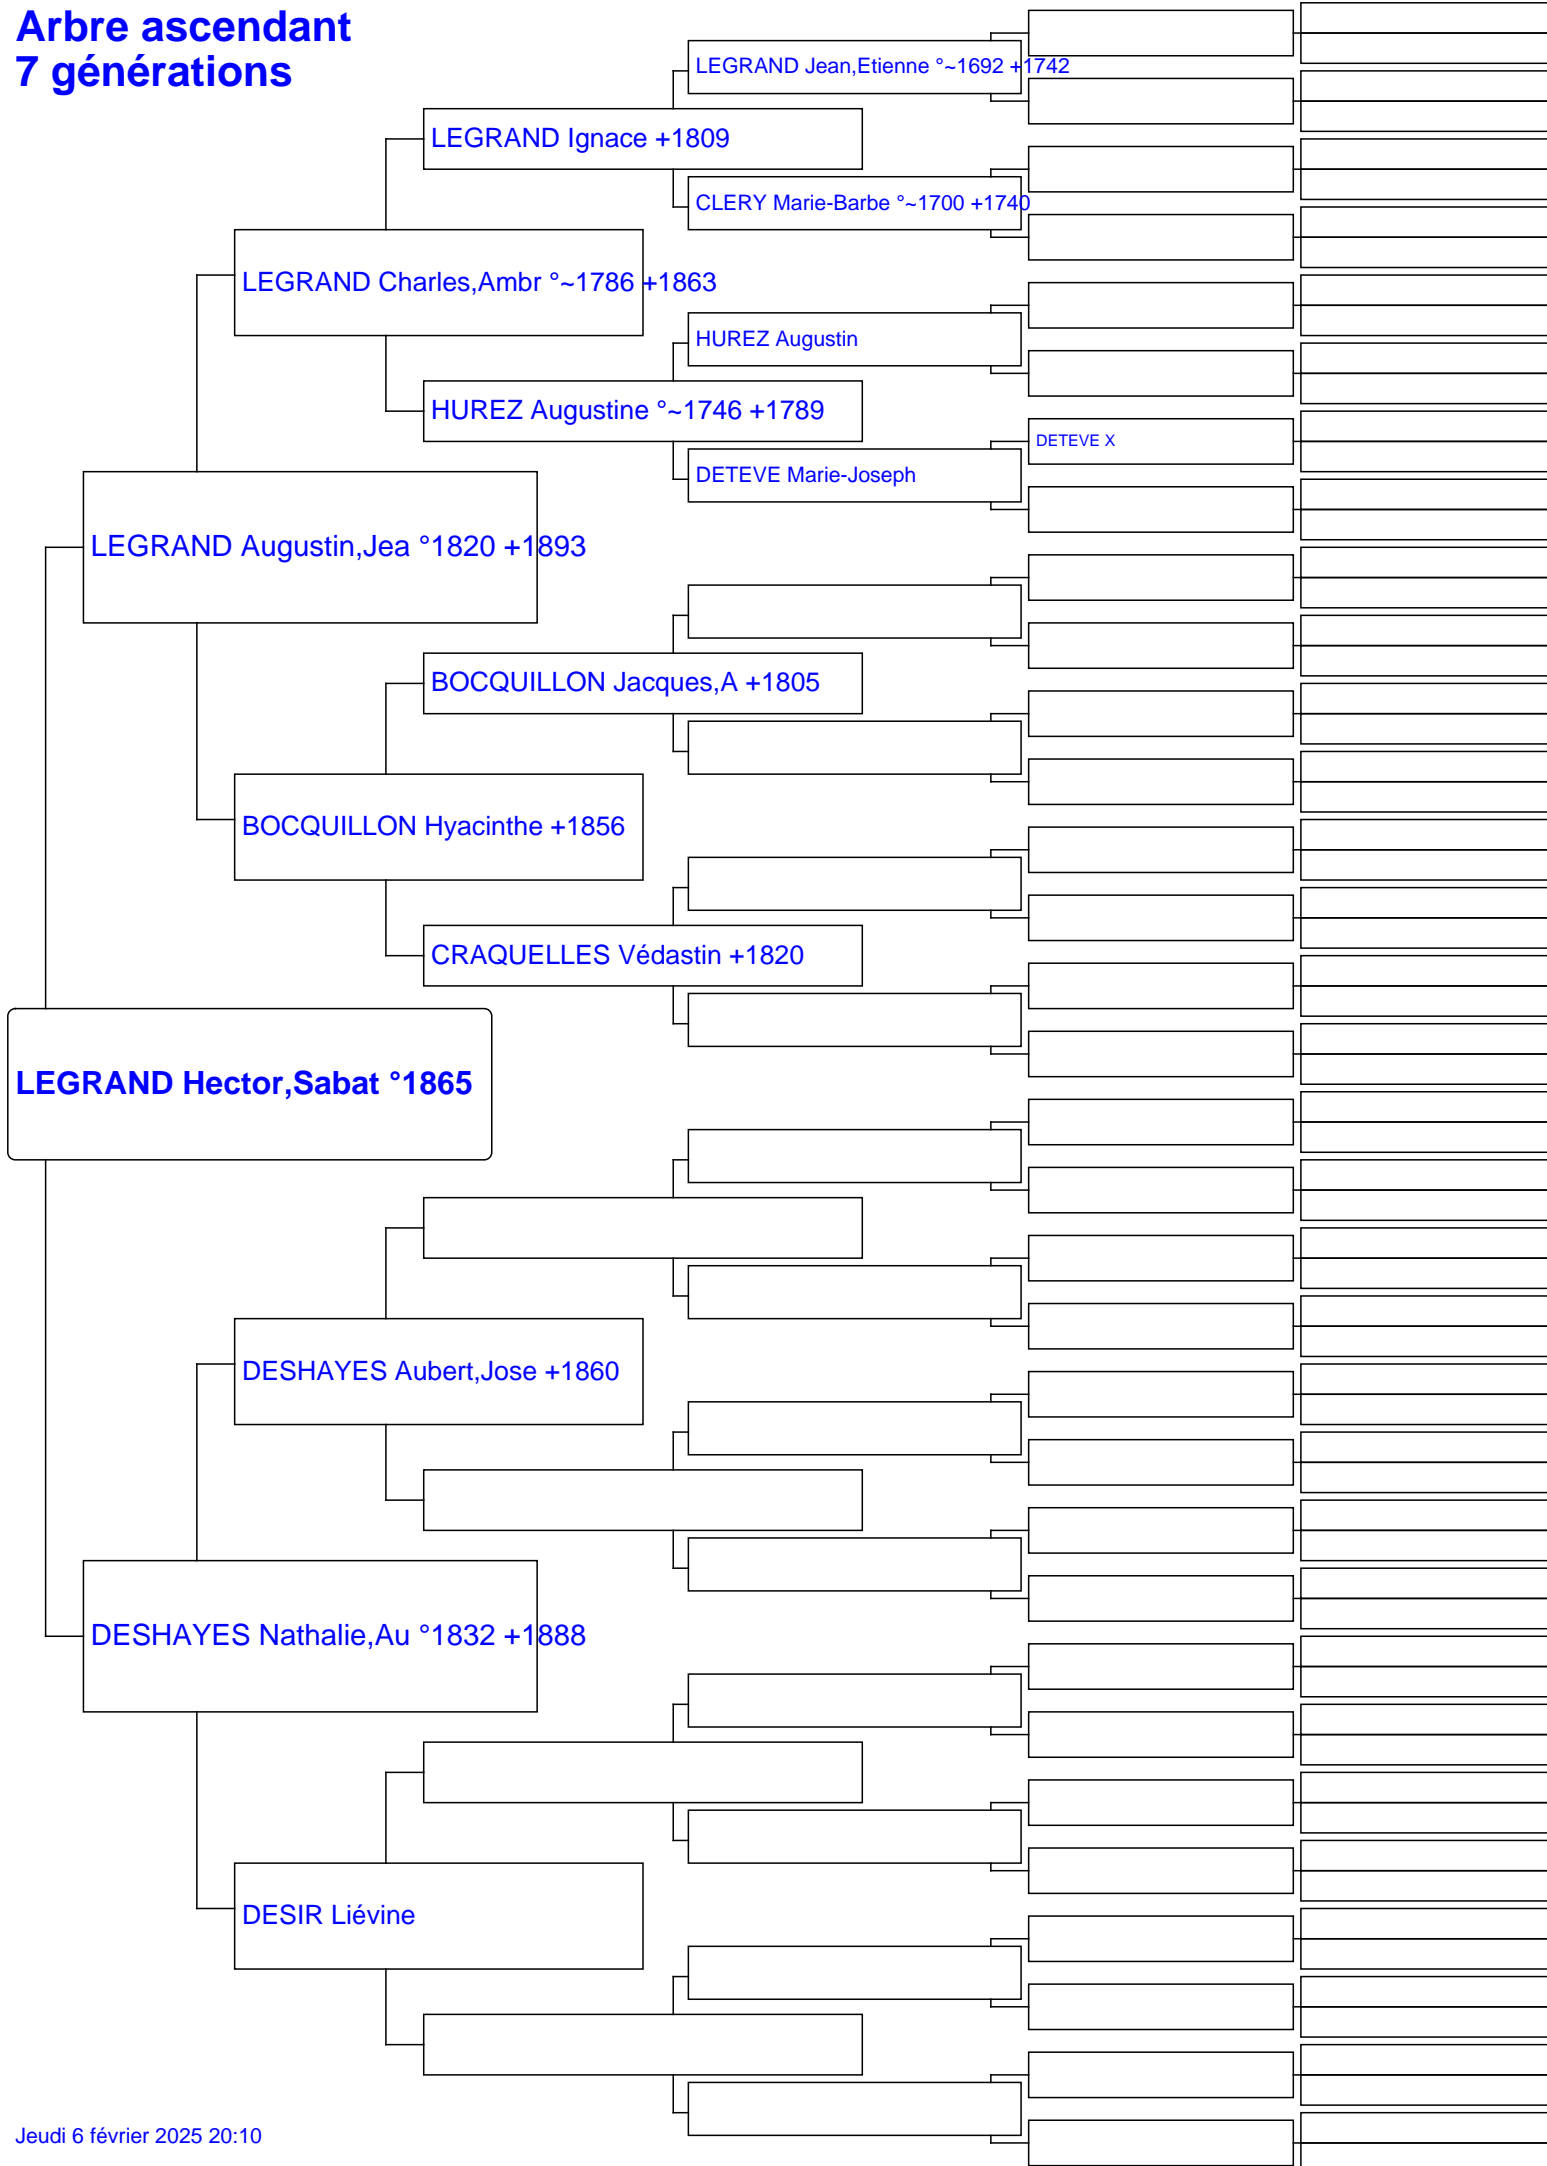 Arbre ascendant
7 générations
LEGRAND Jean,Etienne °~1692 +1742
LEGRAND Ignace +1809
CLERY Marie-Barbe °~1700 +1740
LEGRAND Charles,Ambr °~1786 +1863
HUREZ Augustin
HUREZ Augustine °~1746 +1789
DETEVE X
DETEVE Marie-Joseph
LEGRAND Augustin,Jea °1820 +1893
BOCQUILLON Jacques,A +1805
BOCQUILLON Hyacinthe +1856
CRAQUELLES Védastin +1820
LEGRAND Hector,Sabat °1865
DESHAYES Aubert,Jose +1860
DESHAYES Nathalie,Au °1832 +1888
DESIR Liévine
Jeudi 6 février 2025 20:10